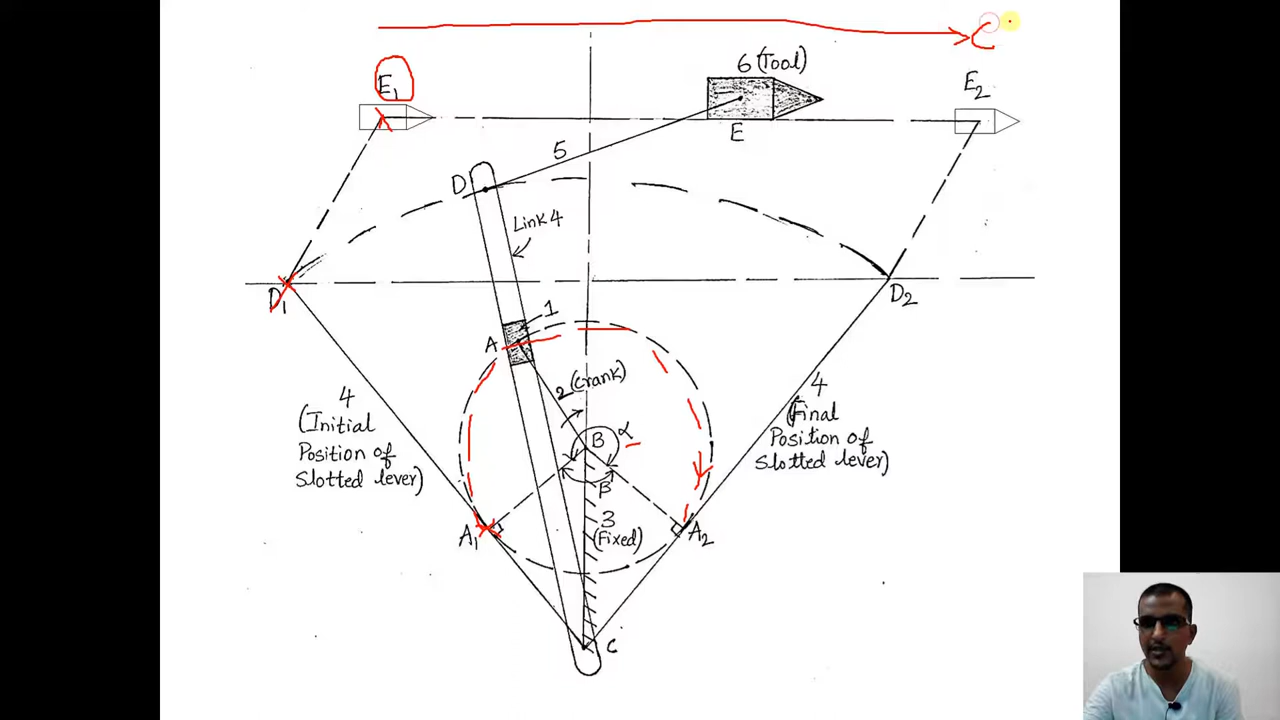 C
6 (Tool)
E1
E2
E
5
D
Link 4
D1
D2
1
A
2 (Crank)
4
(Initial
Position of
Slotted lever)
4
(Final
Position of
Slotted lever)
B
α
β
3
(Fixed)
A1
A2
C